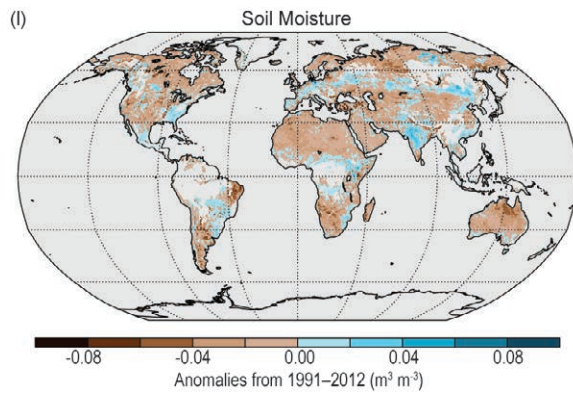 (l)
Soil Moisture
-0.08 -0.04 0.00 0.04 0.08
Anomalies from 1991–2012 (m³ m⁻³)